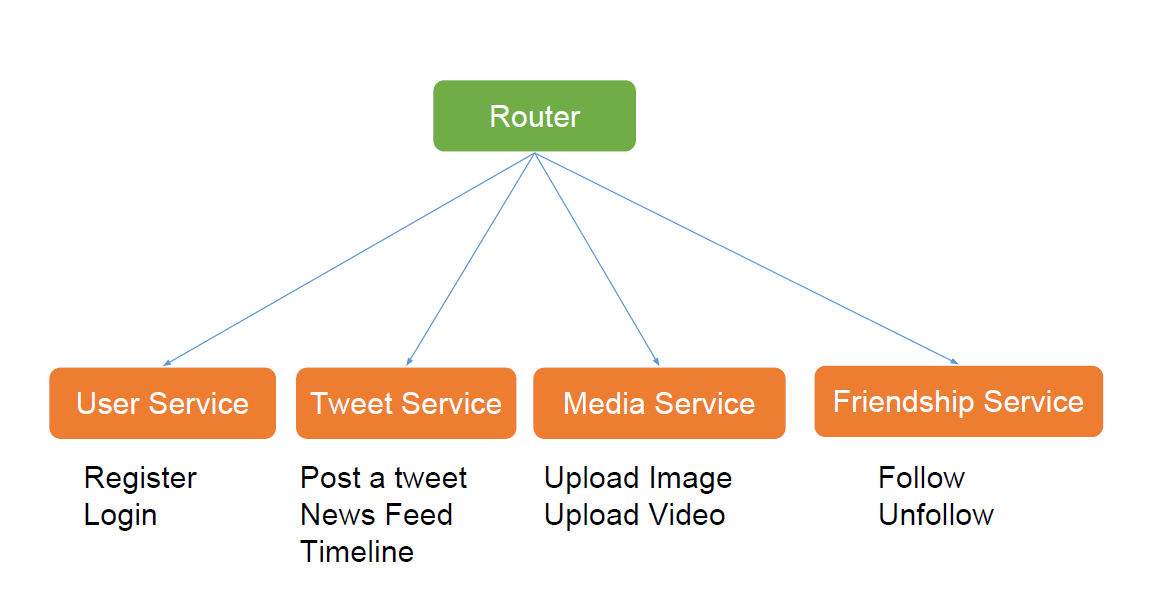 Router
User Service
Register
Login
Tweet Service
Post a tweet
News Feed
Timeline
Media Service
Upload Image
Upload Video
Friendship Service
Follow
Unfollow